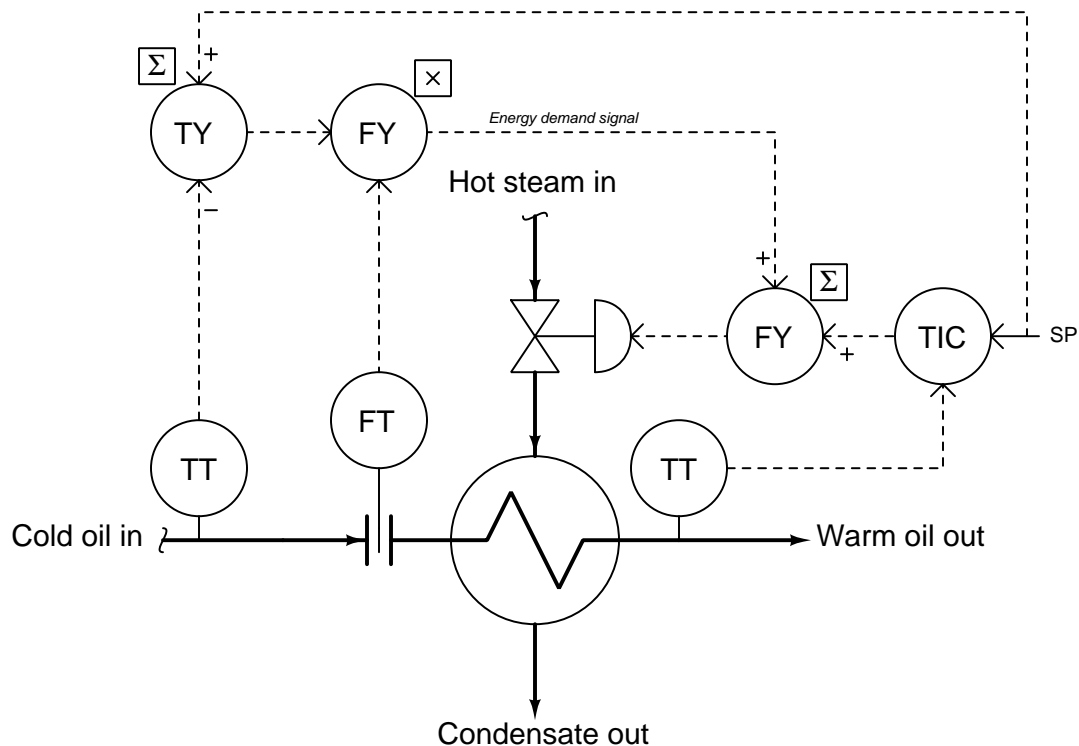 +
Σ
×
TY
FY
Energy demand signal
Hot steam in
−
+
Σ
FY
TIC
SP
+
FT
TT
TT
Cold oil in
Warm oil out
Condensate out